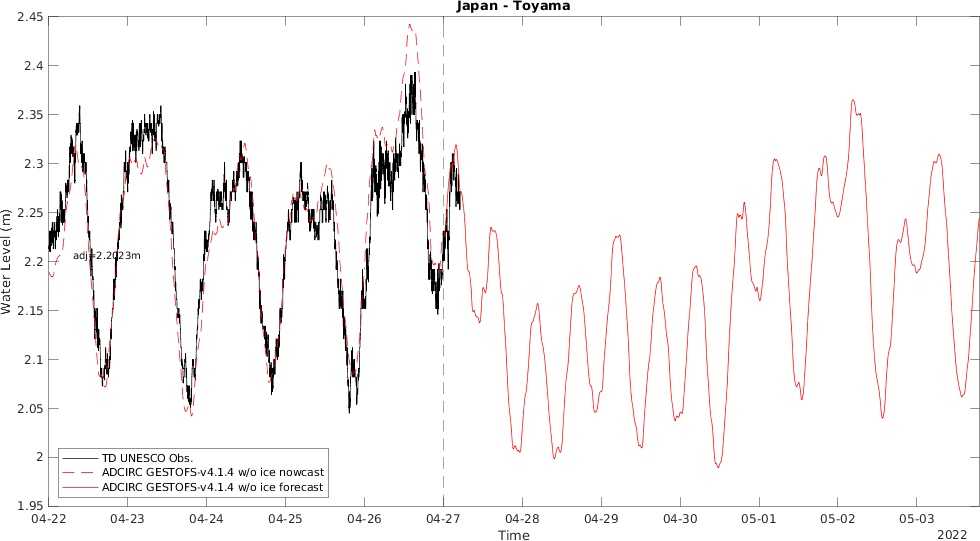 Japan - Toyama
2.45
2.4
2.35
2.3
2.25
2.2
2.15
2.1
2.05
2
1.95
Water Level (m)
adj=2.2023m
TD UNESCO Obs.
ADCIRC GESTOFS-v4.1.4 w/o ice nowcast
ADCIRC GESTOFS-v4.1.4 w/o ice forecast
04-22 04-23 04-24 04-25 04-26 04-27 04-28 04-29 04-30 05-01 05-02 05-03
Time
2022